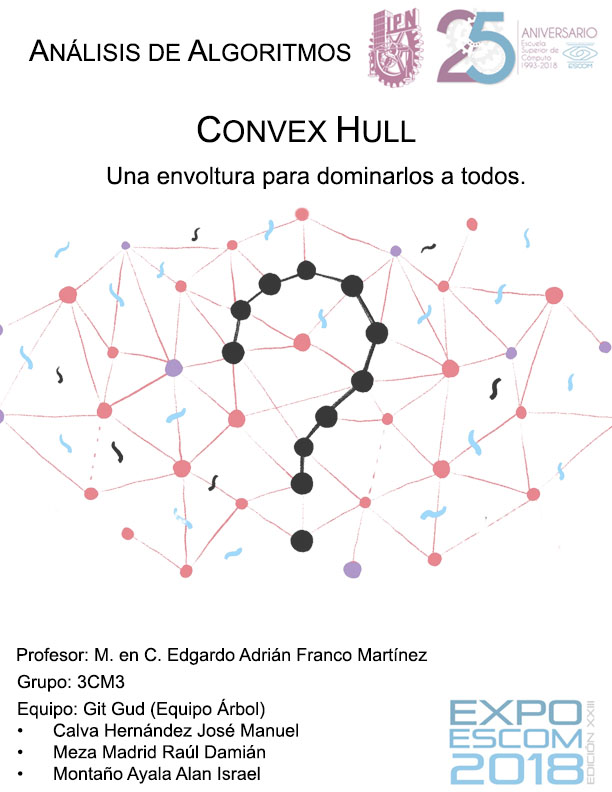 ANÁLISIS DE ALGORITMOS
IPN
25
ANIVERSARIO
Escuela
Superior de
Cómputo
1993-2018
ESCOM
CONVEX HULL
Una envoltura para dominarlos a todos.
Profesor: M. en C. Edgardo Adrián Franco Martínez
Grupo: 3CM3
Equipo: Git Gud (Equipo Árbol)
• Calva Hernández José Manuel
• Meza Madrid Raúl Damián
• Montaño Ayala Alan Israel
EXPO
ESCOM
2018
EDICIÓN XXIII